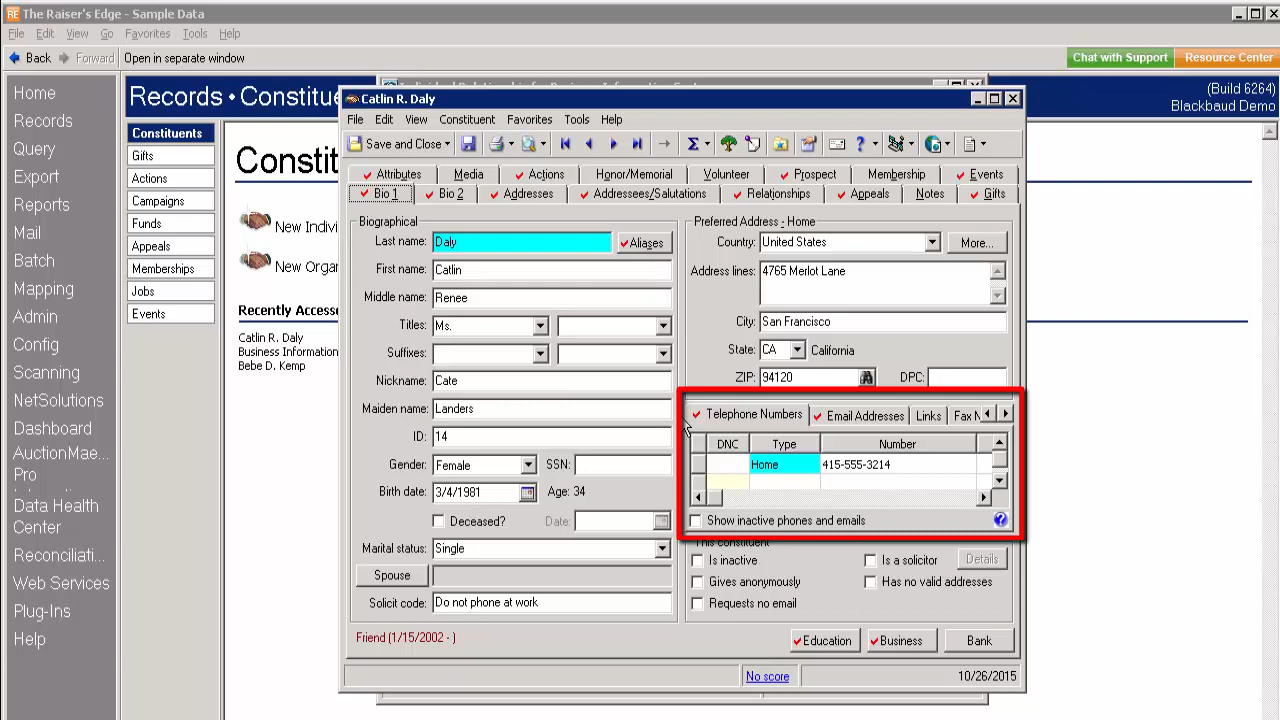 The Raiser's Edge - Sample Data
File Edit View Go Favorites Tools Help
Back Forward Open in separate window
Chat with Support Resource Center
Home
Records
Query
Export
Reports
Mail
Batch
Mapping
Admin
Config
Scanning
NetSolutions
Dashboard
AuctionMae...
Pro
Data Health
Center
Reconciliati...
Web Services
Plug-Ins
Help
Records • Constitue
(Build 6264)
Blackbaud Demo
Constituents
Gifts
Actions
Campaigns
Funds
Appeals
Memberships
Jobs
Events
Constit
New Indivi
New Organ
Recently Accesse
Catlin R. Daly
Business Information
Bebe D. Kemp
Catlin R. Daly
File Edit View Constituent Favorites Tools Help
Save and Close
Attributes Media Actions Honor/Memorial Volunteer Prospect Membership Events
Bio 1 Bio 2 Addresses Addressees/Salutations Relationships Appeals Notes Gifts
Biographical
Last name: Daly Aliases
First name: Catlin
Middle name: Renee
Titles: Ms.
Suffixes:
Nickname: Cate
Maiden name: Landers
ID: 14
Gender: Female SSN:
Birth date: 3/4/1981 Age: 34
Deceased? Date:
Marital status: Single
Spouse
Solicit code: Do not phone at work
Friend (1/15/2002 - )
Preferred Address - Home
Country: United States More...
Address lines: 4765 Merlot Lane
City: San Francisco
State: CA California
ZIP: 94120 DPC:
Telephone Numbers Email Addresses Links Fax N
DNC Type Number
Home 415-555-3214
Show inactive phones and emails
This constituent
Is inactive Is a solicitor Details
Gives anonymously Has no valid addresses
Requests no email
Education Business Bank
No score 10/26/2015